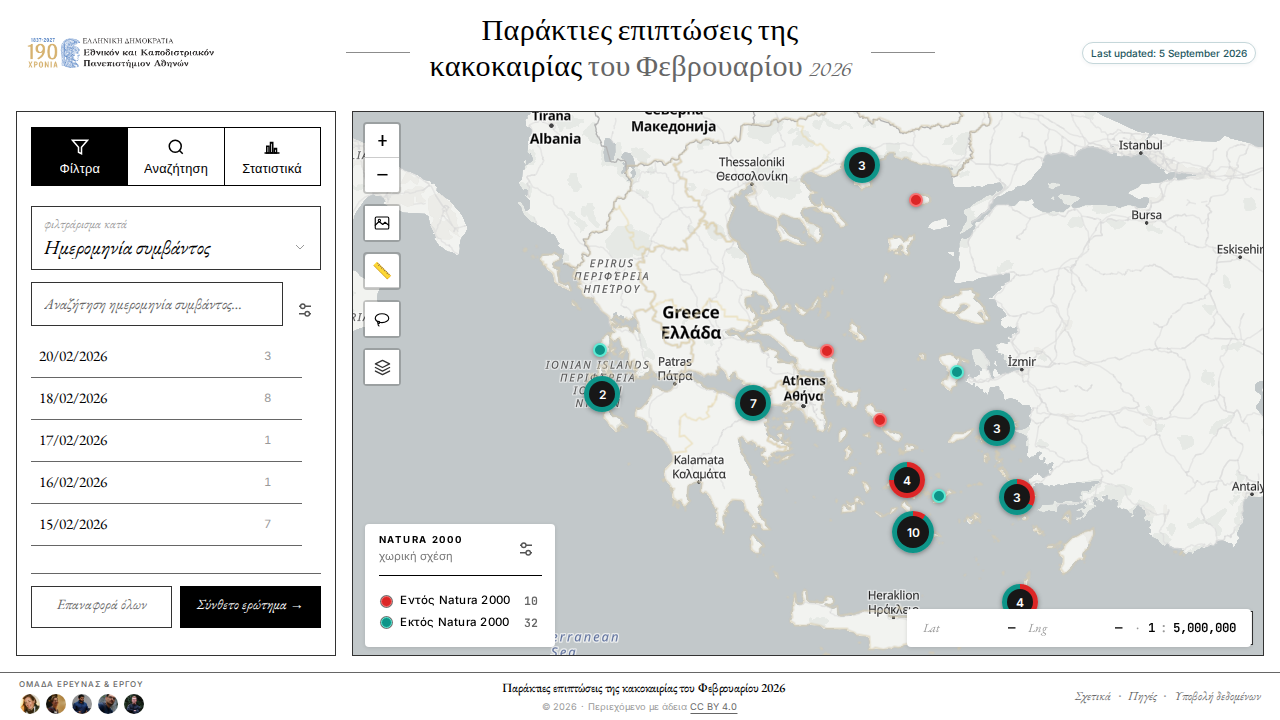 1837-2027
190
ΧΡΟΝΙΑ
ΕΛΛΗΝΙΚΗ ΔΗΜΟΚΡΑΤΙΑ
Εθνικόν και Καποδιστριακόν
Πανεπιστήμιον Αθηνών
Παράκτιες επιπτώσεις της
κακοκαιρίας του Φεβρουαρίου 2026
Last updated: 5 September 2026
Φίλτρα
Αναζήτηση
Στατιστικά
φιλτράρισμα κατά
Ημερομηνία συμβάντος
Αναζήτηση ημερομηνία συμβάντος...
20/02/2026 3
18/02/2026 8
17/02/2026 1
16/02/2026 1
15/02/2026 7
Επαναφορά όλων
Σύνθετο ερώτημα →
+
−
Tirana
Albania
Северна
Македонија
Thessaloniki
Θεσσαλονίκη
3
Istanbul
Bursa
Eskisehir
EPIRUS
ΠΕΡΙΦΈΡΕΙΑ
ΗΠΕΊΡΟΥ
Greece
Ελλάδα
IONIAN ISLANDS
ΠΕΡΙΦΈΡΕΙΑ
2
Patras
Πάτρα
7
Athens
Αθήνα
İzmir
3
Kalamata
Καλαμάτα
4
3
10
Antaly
4
Heraklion
Ηράκλειο
NATURA 2000
χωρική σχέση
Εντός Natura 2000 10
Εκτός Natura 2000 32
Sea
Lat – Lng – · 1 : 5,000,000
ΟΜΑΔΑ ΕΡΕΥΝΑΣ & ΕΡΓΟΥ
Παράκτιες επιπτώσεις της κακοκαιρίας του Φεβρουαρίου 2026
© 2026 · Περιεχόμενο με άδεια CC BY 4.0
Σχετικά · Πηγές · Υποβολή δεδομένων